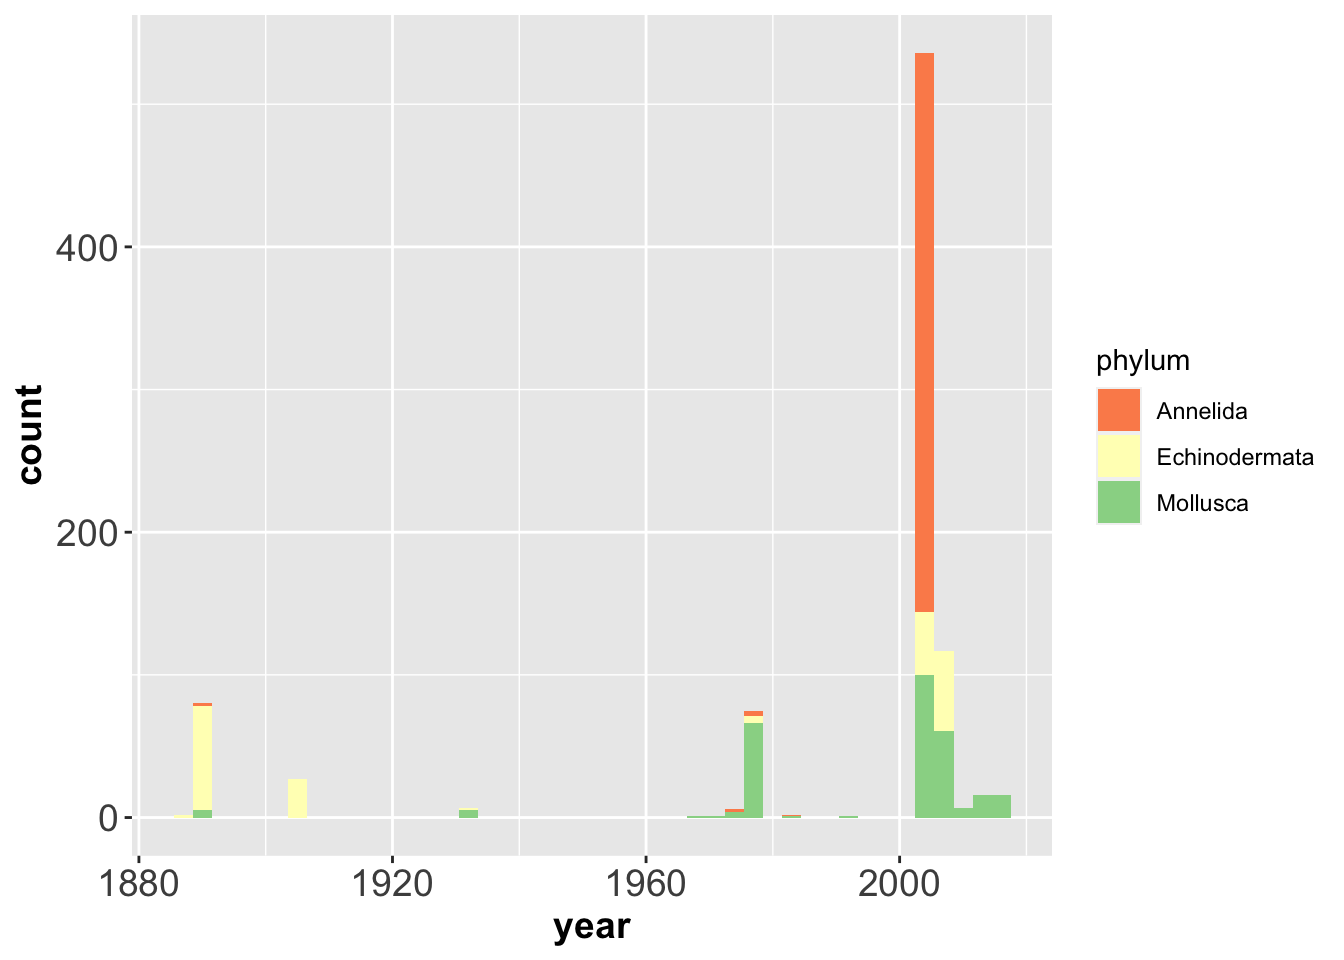 count
400
200
0
1880 1920 1960 2000
year
phylum
Annelida
Echinodermata
Mollusca